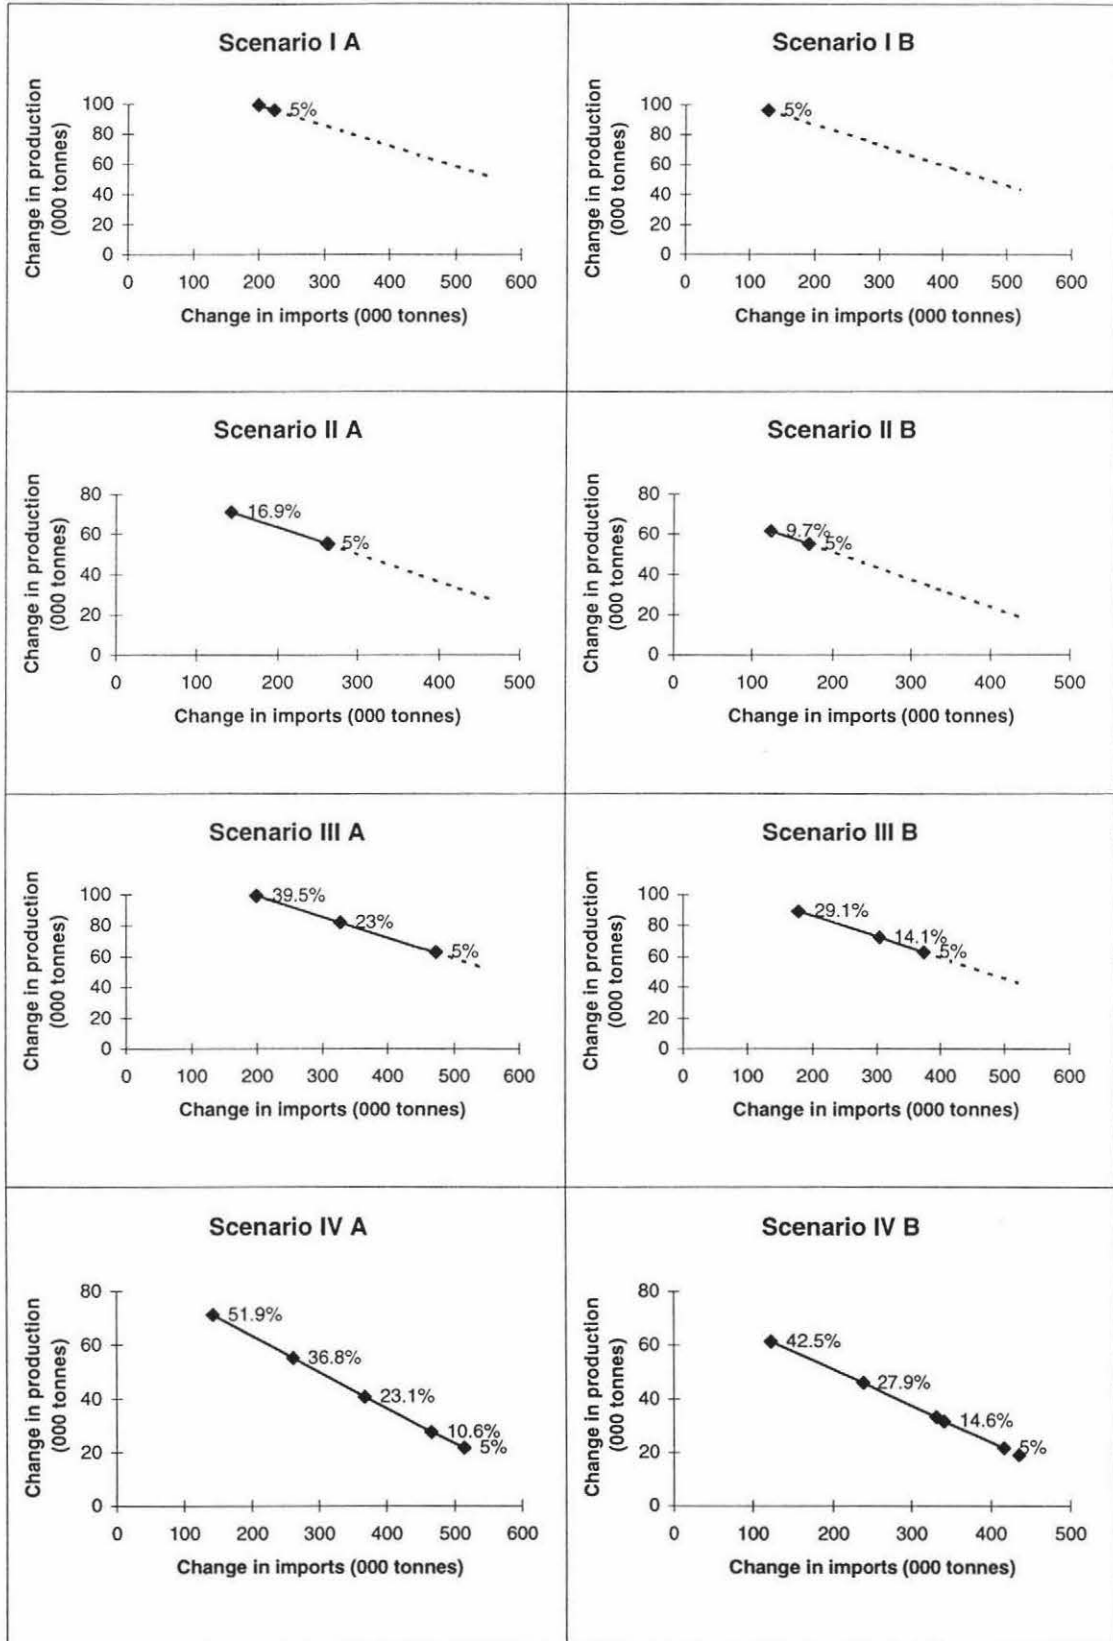 Scenario I A
Change in production
(000 tonnes)
100
80
60
40
20
0
5%
0 100 200 300 400 500 600
Change in imports (000 tonnes)
Scenario I B
Change in production
(000 tonnes)
100
80
60
40
20
0
5%
0 100 200 300 400 500 600
Change in imports (000 tonnes)
Scenario II A
Change in production
(000 tonnes)
80
60
40
20
0
16.9%
5%
0 100 200 300 400 500
Change in imports (000 tonnes)
Scenario II B
Change in production
(000 tonnes)
80
60
40
20
0
9.7%
5%
0 100 200 300 400 500
Change in imports (000 tonnes)
Scenario III A
Change in production
(000 tonnes)
100
80
60
40
20
0
39.5%
23%
5%
0 100 200 300 400 500 600
Change in imports (000 tonnes)
Scenario III B
Change in production
(000 tonnes)
100
80
60
40
20
0
29.1%
14.1%
5%
0 100 200 300 400 500 600
Change in imports (000 tonnes)
Scenario IV A
Change in production
(000 tonnes)
80
60
40
20
0
51.9%
36.8%
23.1%
10.6%
5%
0 100 200 300 400 500 600
Change in imports (000 tonnes)
Scenario IV B
Change in production
(000 tonnes)
80
60
40
20
0
42.5%
27.9%
14.6%
5%
0 100 200 300 400 500
Change in imports (000 tonnes)